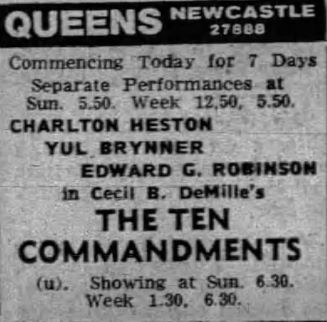 QUEENS NEWCASTLE
27888
Commencing Today for 7 Days
Separate Performances at
Sun. 5.50. Week 12,50, 5.50.
CHARLTON HESTON
YUL BRYNNER
EDWARD G. ROBINSON
in Cecil B. DeMille's
THE TEN
COMMANDMENTS
(u). Showing at Sun. 6.30.
Week 1.30, 6.30.